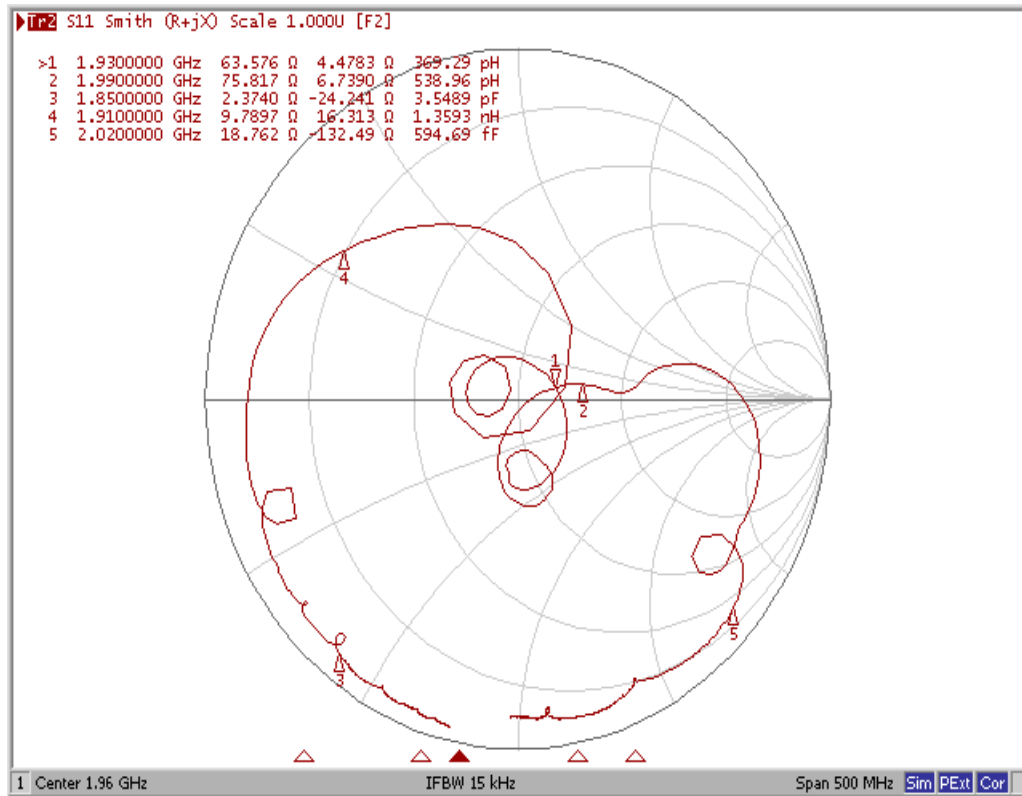 Tr2 S11 Smith (R+jX) Scale 1.000U [F2]
>1 1.9300000 GHz 63.576 Ω 4.4783 Ω 369.29 pH
2 1.9900000 GHz 75.817 Ω 6.7390 Ω 538.96 pH
3 1.8500000 GHz 2.3740 Ω -24.241 Ω 3.5489 pF
4 1.9100000 GHz 9.7897 Ω 16.313 Ω 1.3593 nH
5 2.0200000 GHz 18.762 Ω -132.49 Ω 594.69 fF
4
1
2
5
3
1 Center 1.96 GHz IFBW 15 kHz Span 500 MHz Sim PExt Cor